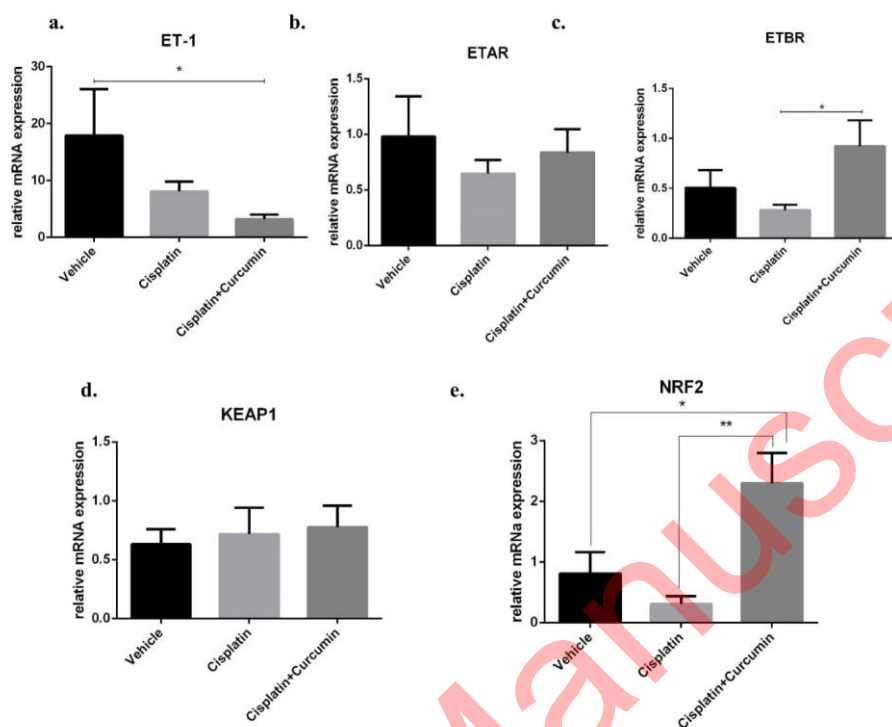 a.
ET-1
*
relative mRNA expression
30
20
10
0
Vehicle
Cisplatin
Cisplatin+Curcumin
b.
ETAR
relative mRNA expression
1.5
1.0
0.5
0.0
Vehicle
Cisplatin
Cisplatin+Curcumin
c.
ETBR
*
relative mRNA expression
1.5
1.0
0.5
0.0
Vehicle
Cisplatin
Cisplatin+Curcumin
d.
KEAP1
relative mRNA expression
1.5
1.0
0.5
0.0
Vehicle
Cisplatin
Cisplatin+Curcumin
e.
NRF2
*
**
relative mRNa expression
3
2
1
0
Vehicle
Cisplatin
Cisplatin+Curcumin
Manusc